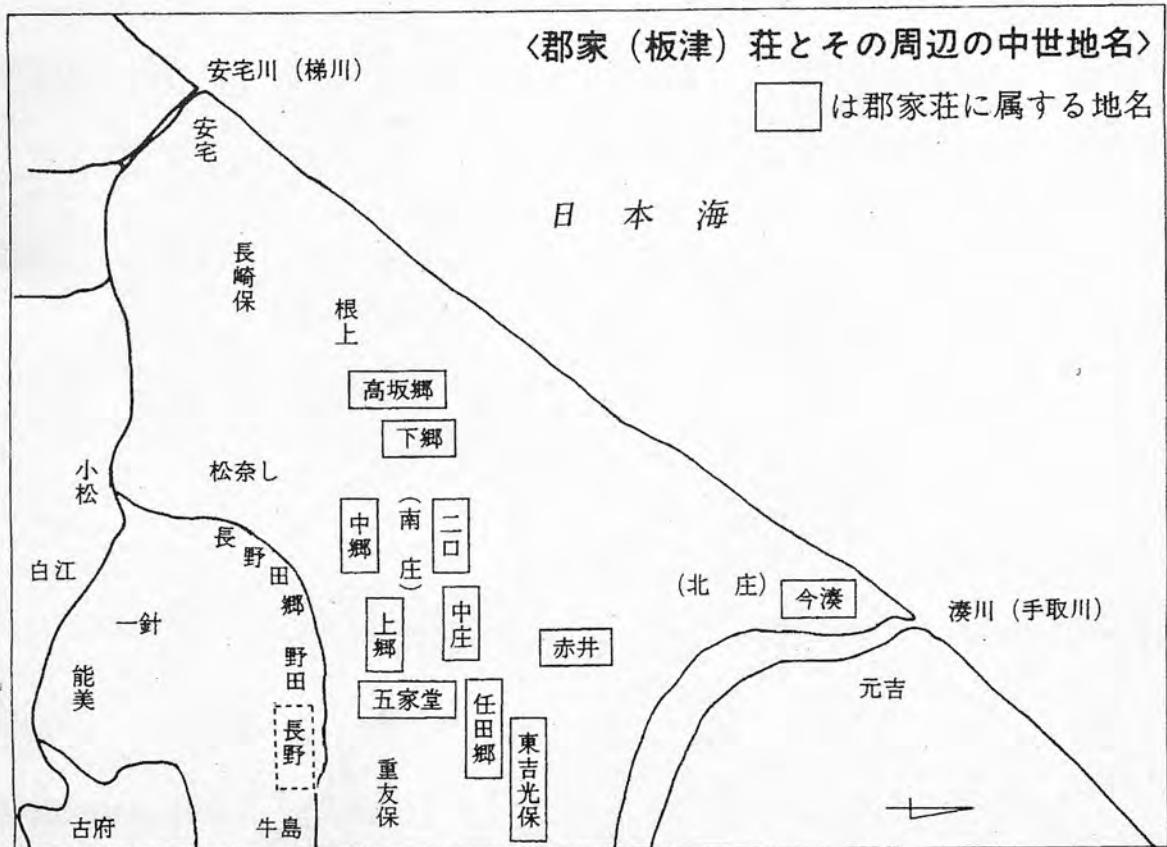 〈郡家（板津）荘とその周辺の中世地名〉
は郡家荘に属する地名
安宅川（梯川）
安宅
日本海
長崎保
根上
高坂郷
下郷
小松
松奈し
中郷
（南庄）
二口
長野田郷
白江
一針
（北庄）
今湊
湊川（手取川）
上郷
中庄
赤井
能美
野田
長野
五家堂
任田郷
東吉光保
元吉
重友保
古府
牛島